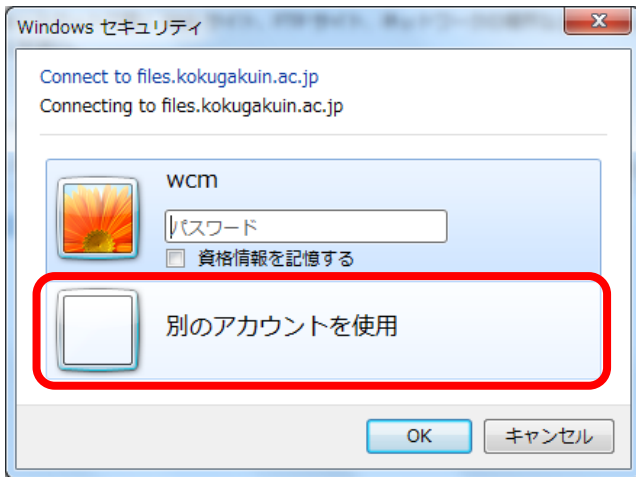 Windows セキュリティ
Connect to files.kokugakuin.ac.jp
Connecting to files.kokugakuin.ac.jp
wcm
パスワード
資格情報を記憶する
別のアカウントを使用
OK キャンセル